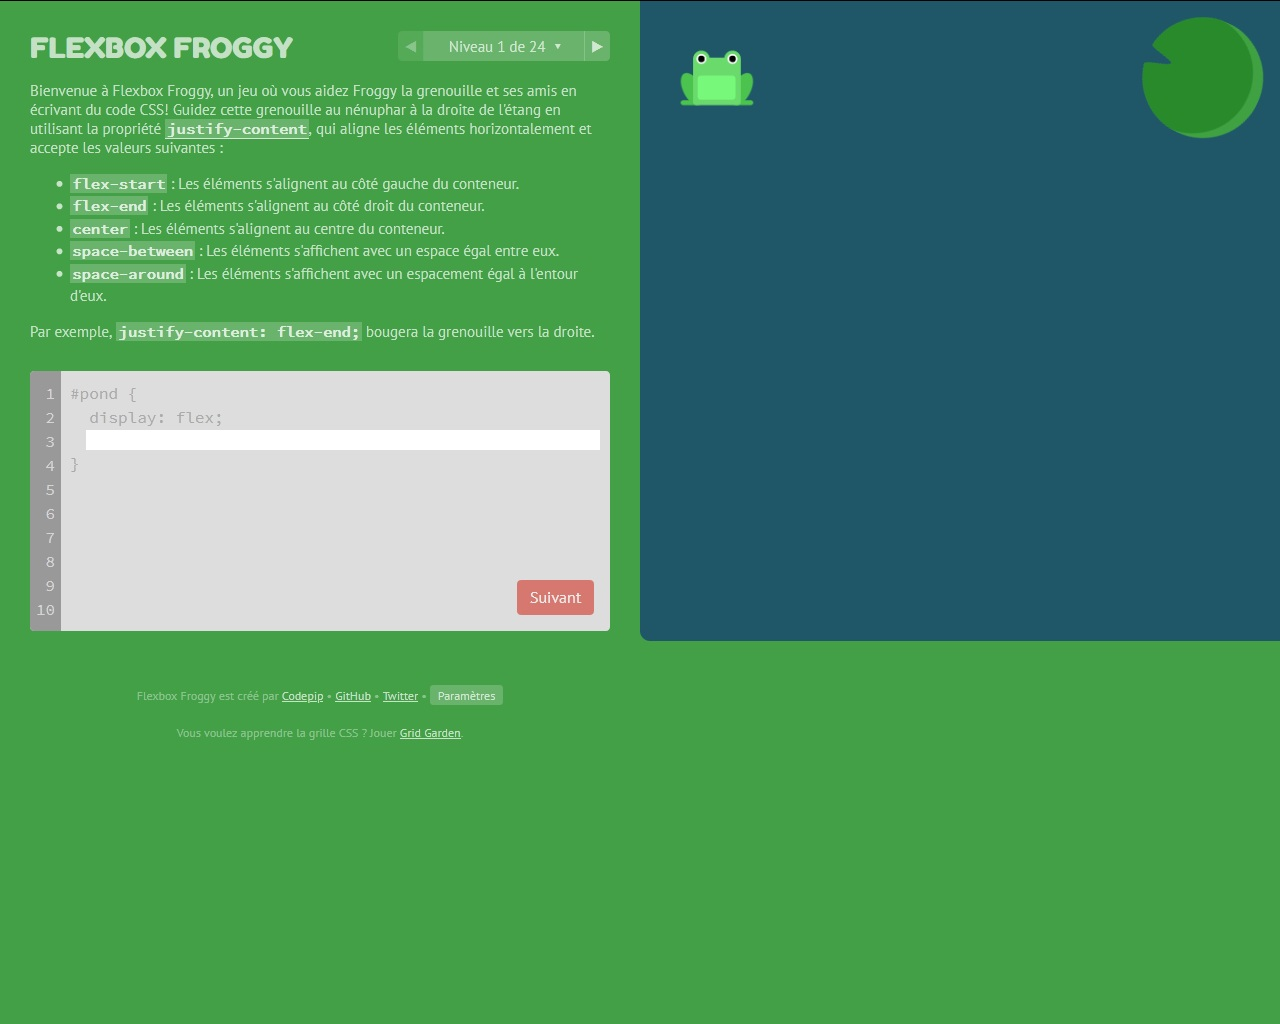 FLEXBOX FROGGY
◀ Niveau 1 de 24 ▼ ▶
Bienvenue à Flexbox Froggy, un jeu où vous aidez Froggy la grenouille et ses amis en
écrivant du code CSS! Guidez cette grenouille au nénuphar à la droite de l'étang en
utilisant la propriété justify-content, qui aligne les éléments horizontalement et
accepte les valeurs suivantes :
• flex-start : Les éléments s'alignent au côté gauche du conteneur.
• flex-end : Les éléments s'alignent au côté droit du conteneur.
• center : Les éléments s'alignent au centre du conteneur.
• space-between : Les éléments s'affichent avec un espace égal entre eux.
• space-around : Les éléments s'affichent avec un espacement égal à l'entour
d'eux.
Par exemple, justify-content: flex-end; bougera la grenouille vers la droite.
1 #pond {
2 display: flex;
3
4 }
5
6
7
8
9
10
Suivant
Flexbox Froggy est créé par Codepip • GitHub • Twitter • Paramètres
Vous voulez apprendre la grille CSS ? Jouer Grid Garden.